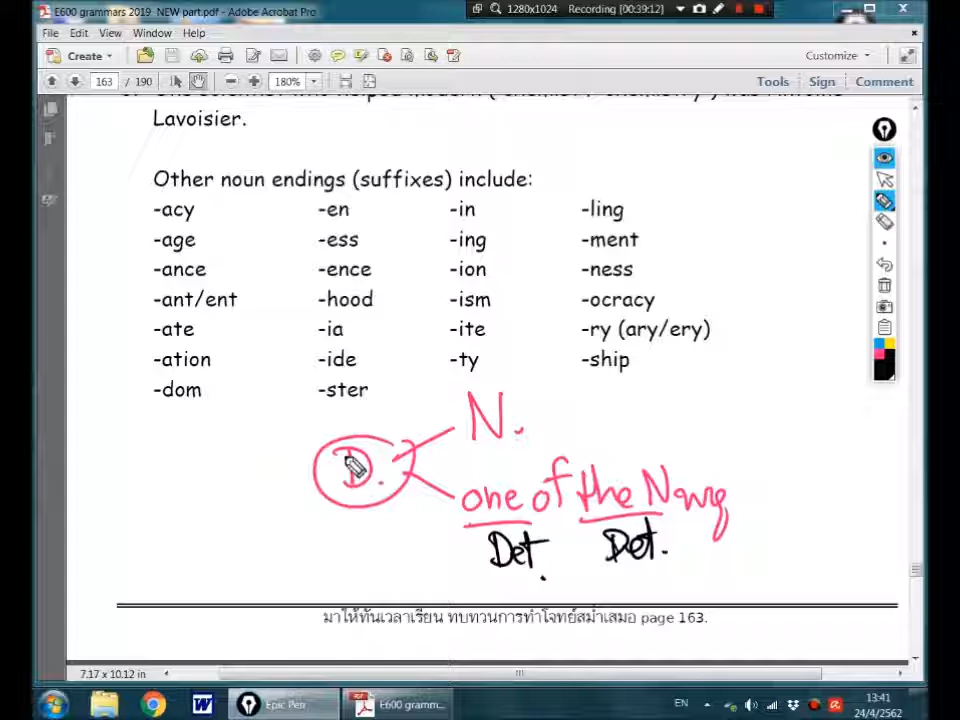 E600 grammars 2019 NEW part.pdf - Adobe Acrobat Pro
1280x1024 Recording [00:39:12]
File Edit View Window Help
Create Customize
163 / 190 180% Tools Sign Comment
Lavoisier.
Other noun endings (suffixes) include:
-acy -en -in -ling
-age -ess -ing -ment
-ance -ence -ion -ness
-ant/ent -hood -ism -ocracy
-ate -ia -ite -ry (ary/ery)
-ation -ide -ty -ship
-dom -ster
N.
D.
one of the
Det. Det.
มาให้ทันเวลาเรียน ทบทวนการทำโจทย์สม่ำเสมอ page 163.
7.17 x 10.12 in
Epic Pen E600 gramm... EN 13:41
24/4/2562